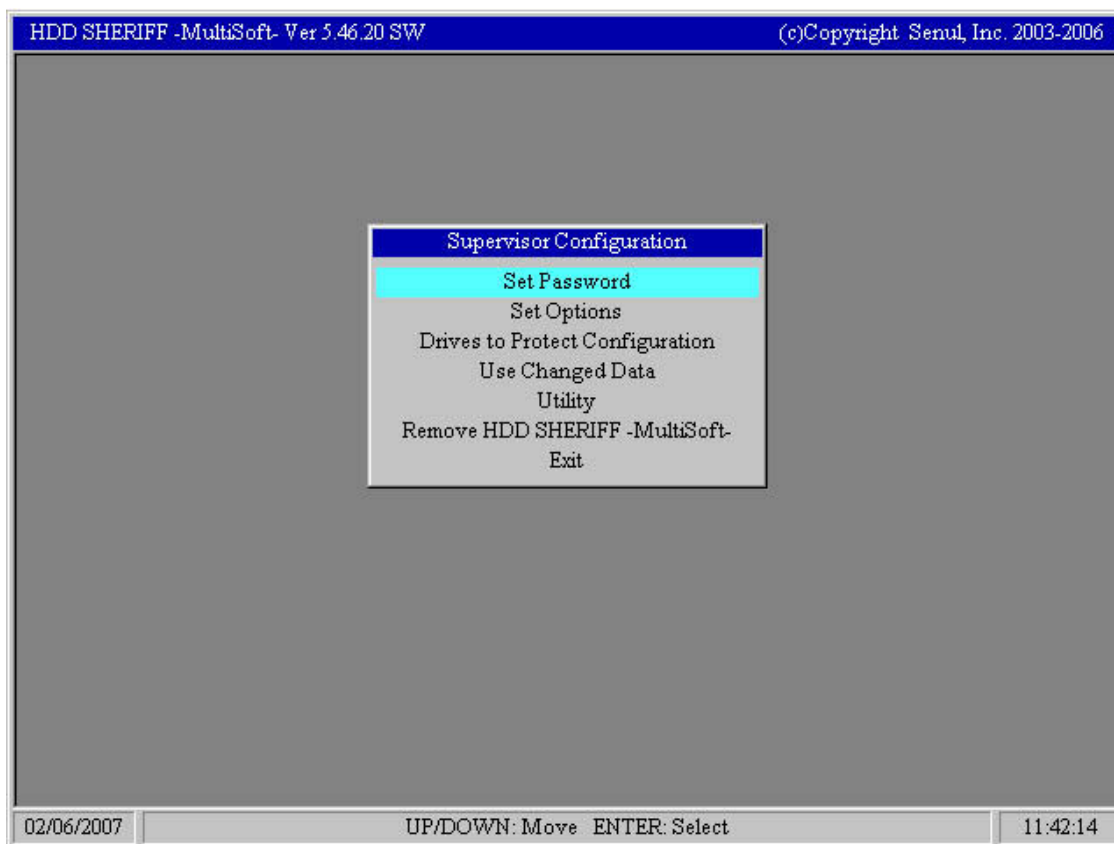 HDD SHERIFF -MultiSoft- Ver 5.46.20 SW (c)Copyright Senul, Inc. 2003-2006
Supervisor Configuration
Set Password
Set Options
Drives to Protect Configuration
Use Changed Data
Utility
Remove HDD SHERIFF -MultiSoft-
Exit
02/06/2007 UP/DOWN: Move ENTER: Select 11:42:14